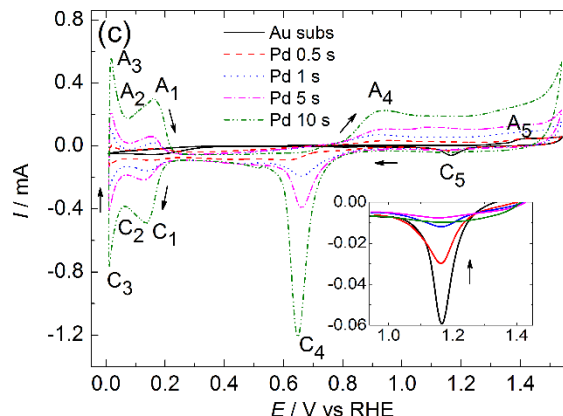 (c)
Au subs
Pd 0.5 s
Pd 1 s
Pd 5 s
Pd 10 s
A3
A2
A1
A4
A5
C5
C2
C1
C3
C4
0.8
0.4
0.0
-0.4
-0.8
-1.2
I / mA
0.00
-0.02
-0.04
-0.06
1.0 1.2 1.4
0.0 0.2 0.4 0.6 0.8 1.0 1.2 1.4
E / V vs RHE